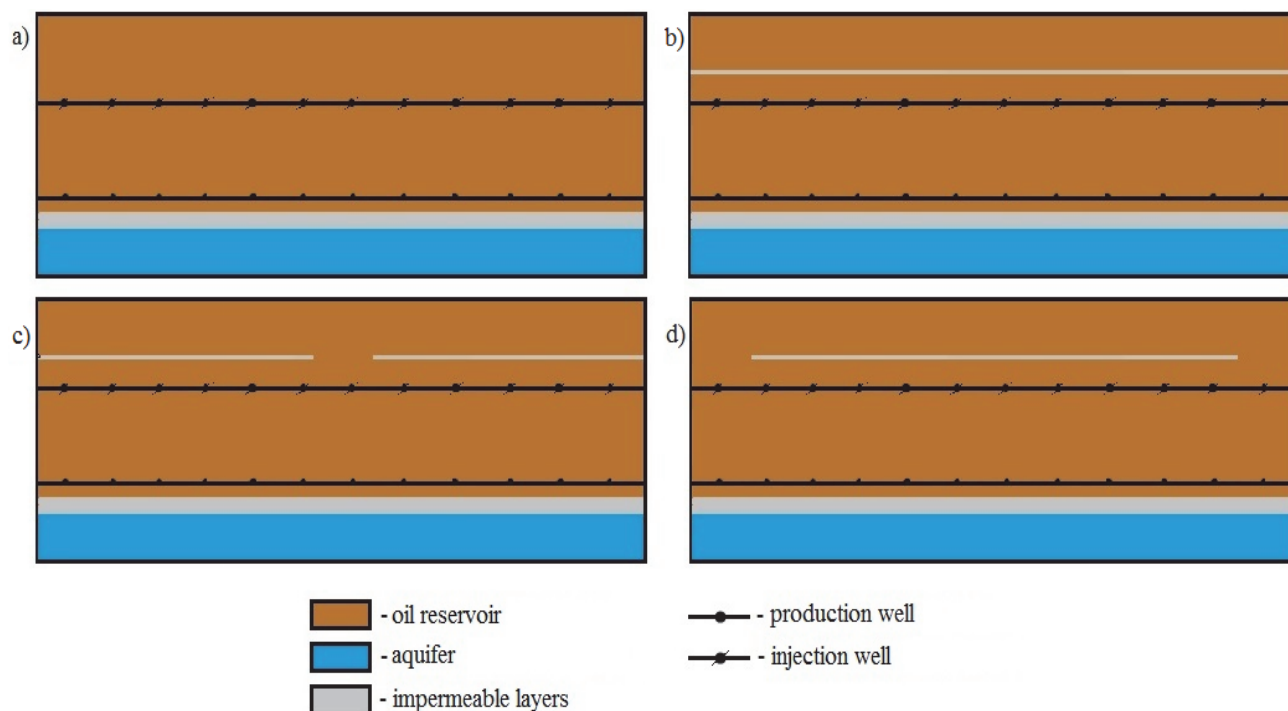 a)
b)
c)
d)
- oil reservoir
- production well
- aquifer
- injection well
- impermeable layers